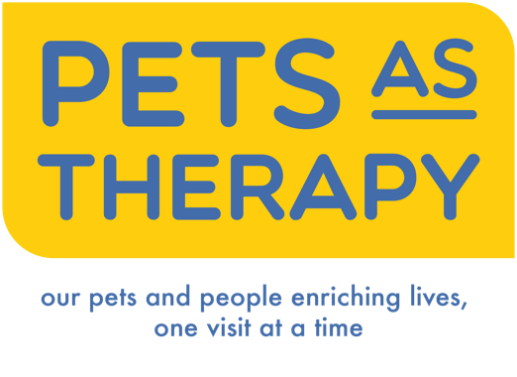 PETS AS
THERAPY
our pets and people enriching lives,
one visit at a time